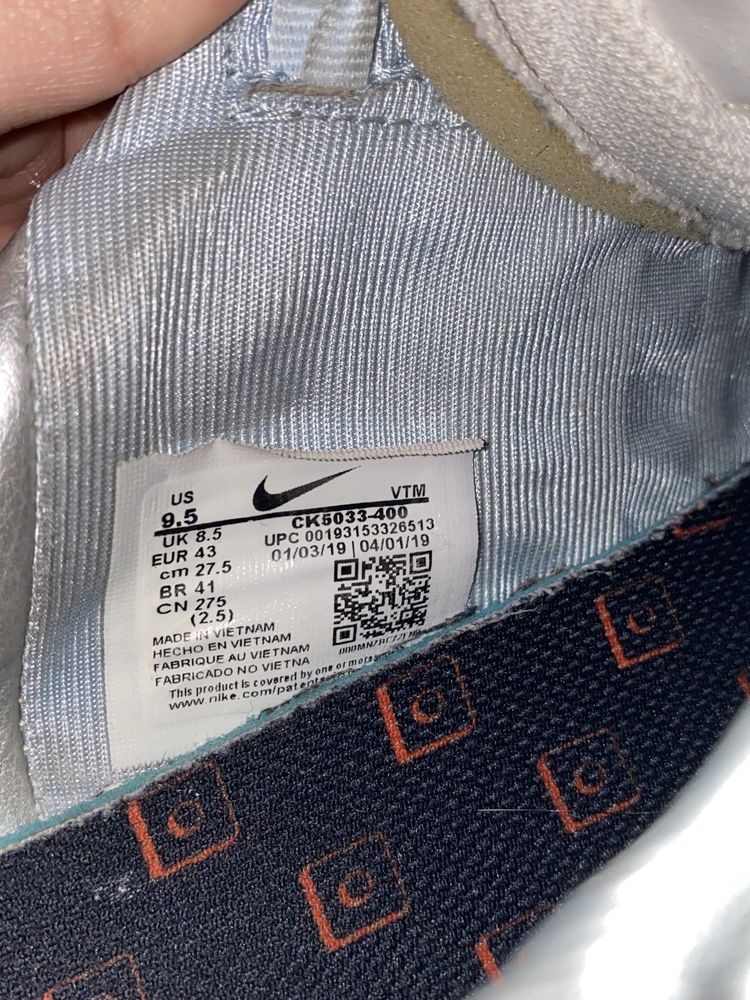 US
VTM
9.5
CK5033-400
UK 8.5
UPC 00193153326513
EUR 43
01/03/19 | 04/01/19
cm 27.5
BR 41
CN 275
(2.5)
MADE IN VIETNAM
HECHO EN VIETNAM
FABRIQUE AU VIETNAM
FABRICADO NO VIETNA
This product is covered by one or more
www.nike.com/patents